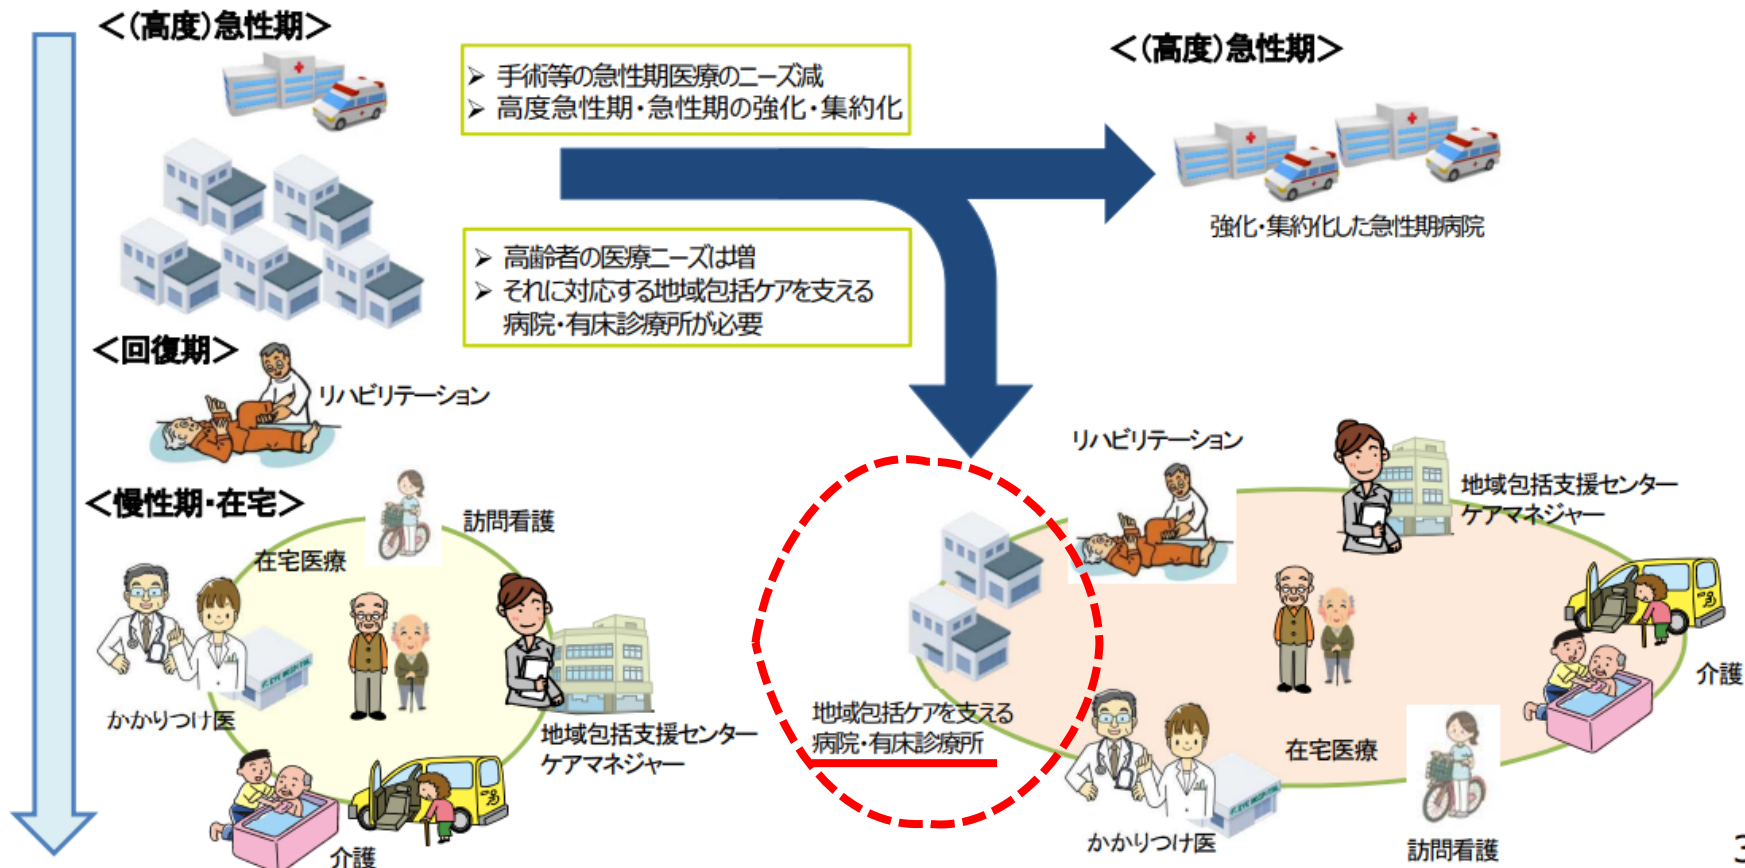 ＜(高度)急性期＞
➢ 手術等の急性期医療のニーズ減
➢ 高度急性期・急性期の強化・集約化
＜(高度)急性期＞
強化・集約化した急性期病院
➢ 高齢者の医療ニーズは増
➢ それに対応する地域包括ケアを支える
病院・有床診療所が必要
＜回復期＞
リハビリテーション
＜慢性期・在宅＞
訪問看護
在宅医療
かかりつけ医
地域包括支援センター
ケアマネジャー
介護
リハビリテーション
地域包括支援センター
ケアマネジャー
介護
地域包括ケアを支える
病院・有床診療所
在宅医療
かかりつけ医
訪問看護
3